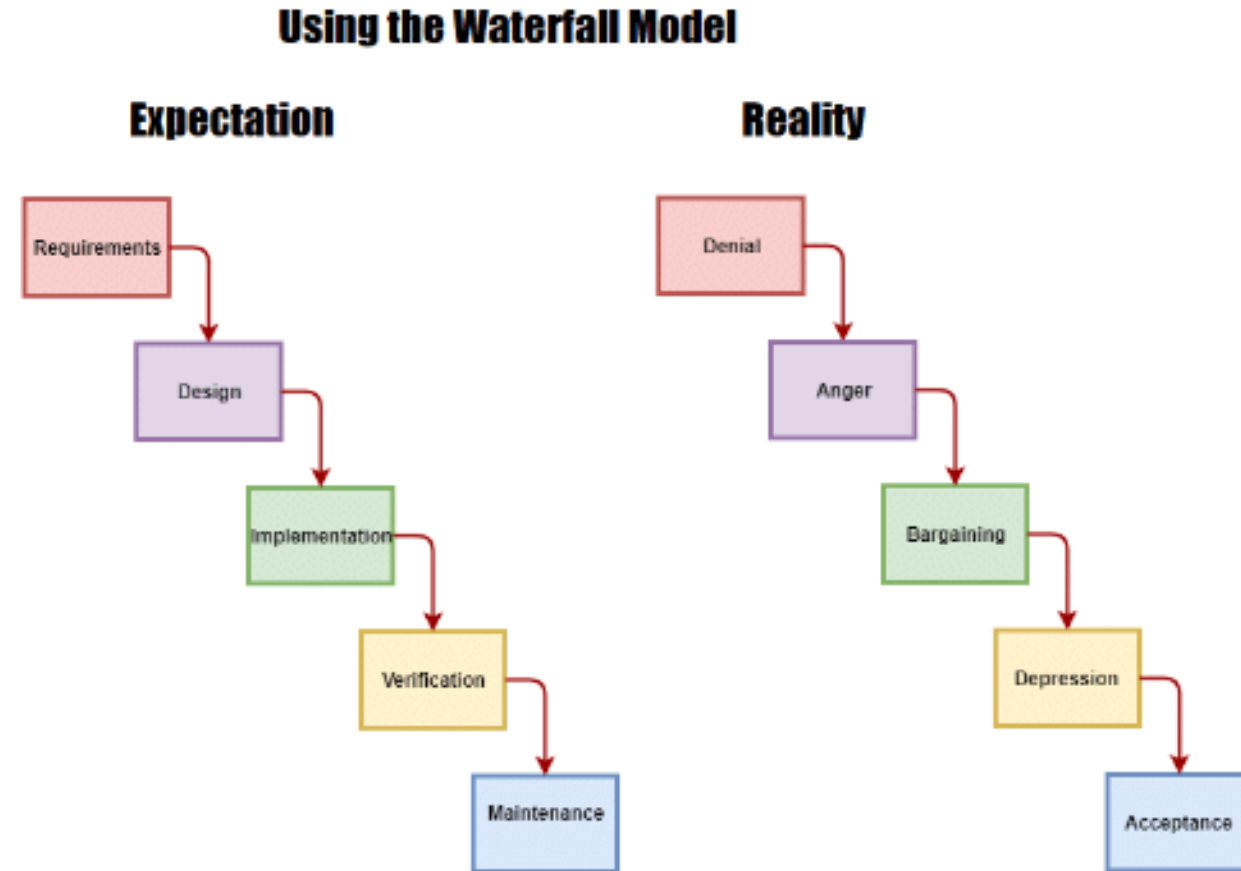 Using the Waterfall Model
Expectation
Requirements
Design
Implementation
Verification
Maintenance
Reality
Denial
Anger
Bargaining
Depression
Acceptance